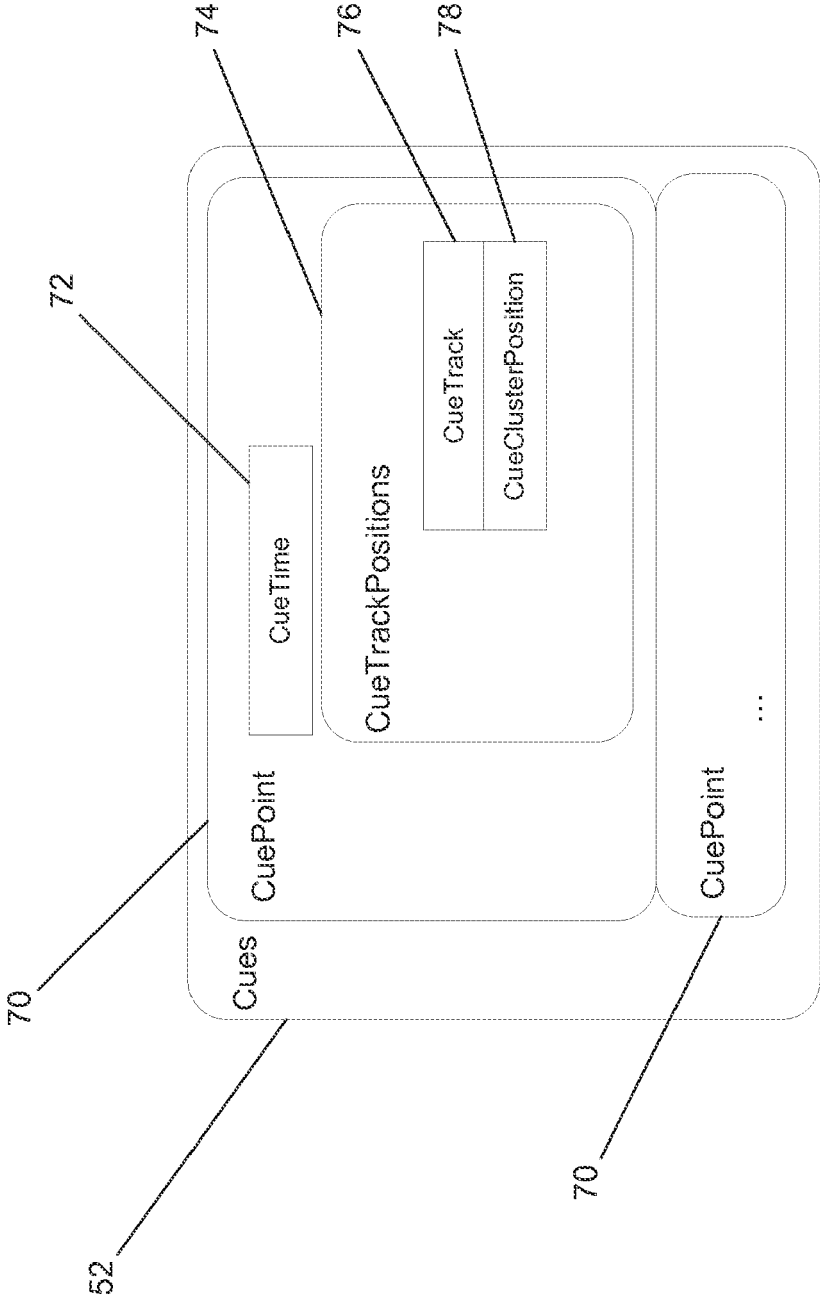 52
70
Cues
CuePoint
CueTime
72
CueTrackPositions
74
CueTrack
76
CueClusterPosition
78
CuePoint
...
70